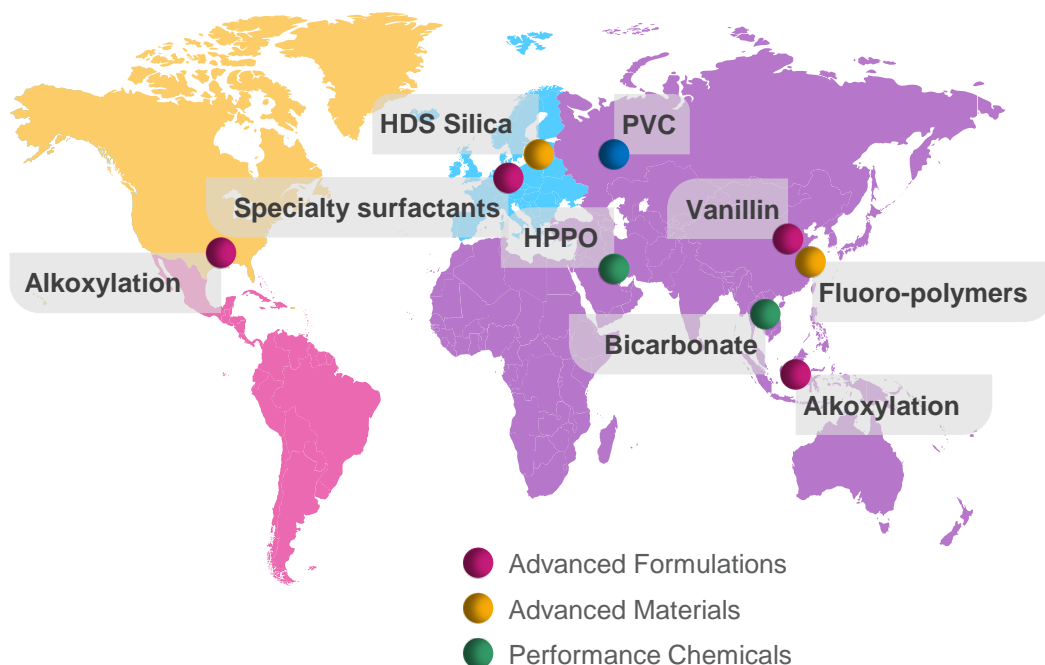 HDS Silica
PVC
Specialty surfactants
Vanillin
HPPO
Alkoxylation
Fluoro-polymers
Bicarbonate
Alkoxylation
Advanced Formulations
Advanced Materials
Performance Chemicals